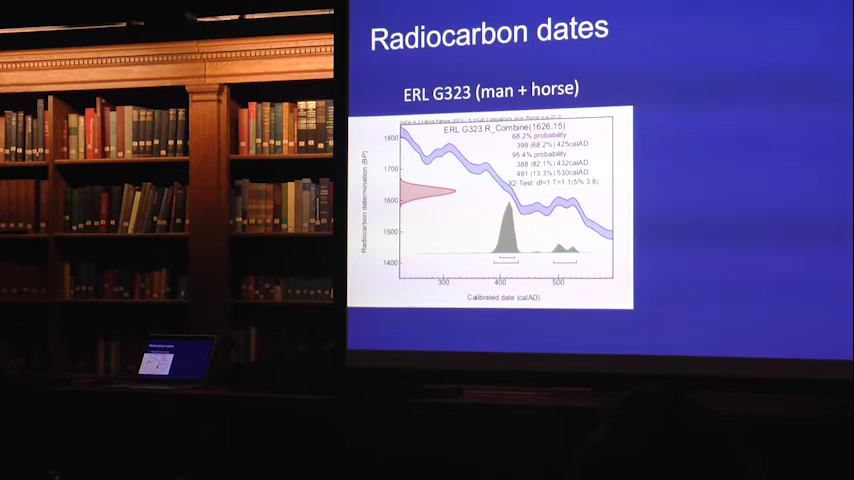 Radiocarbon dates
ERL G323 (man + horse)
ERL G323 R_Combine(1626,15)
68.2% probability
399 (68.2%) 425calAD
95.4% probability
388 (82.1%) 432calAD
491 (13.3%) 530calAD
X2-Test: df=1 T=1.1(5% 3.8)
Radiocarbon determination (BP)
1800
1700
1600
1500
1400
300
400
500
Calibrated date (calAD)
Radiocarbon dates